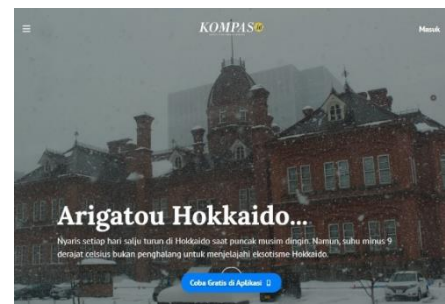 KOMPAS
Masuk
Arigatou Hokkaido...
Nyaris setiap hari salju turun di Hokkaido saat puncak musim dingin. Namun, suhu minus 9
derajat celsius bukan penghalang untuk menjelajahi eksotisme Hokkaido.
Coba Gratis di Aplikasi